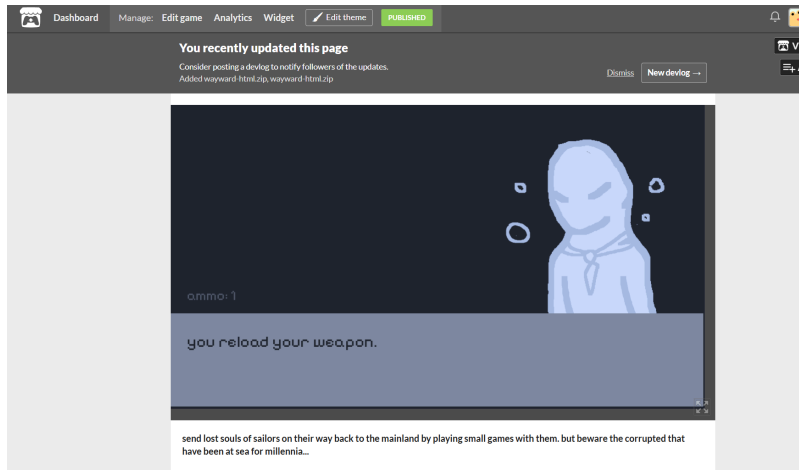 Dashboard Manage: Edit game Analytics Widget Edit theme PUBLISHED
You recently updated this page
Consider posting a devlog to notify followers of the updates.
Added wayward-html.zip, wayward-html.zip
Dismiss New devlog →
ammo: 1
you reload your weapon.
send lost souls of sailors on their way back to the mainland by playing small games with them. but beware the corrupted that
have been at sea for millennia...